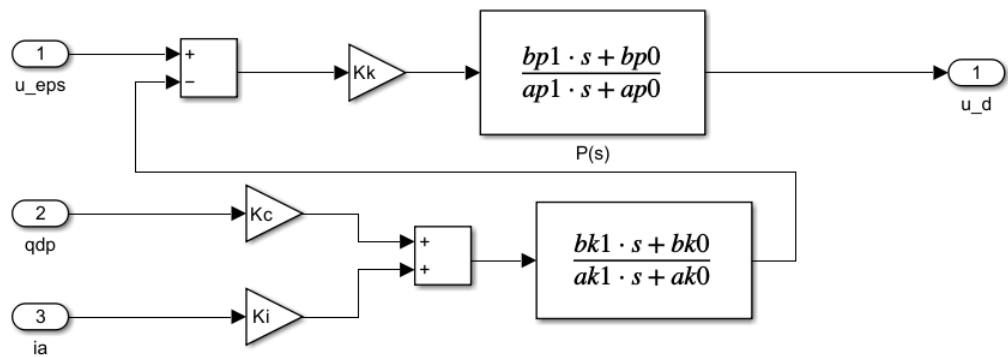 1
u_eps
+
−
Kk
bp1 · s + bp0
ap1 · s + ap0
P(s)
1
u_d
2
qdp
Kc
+
+
bk1 · s + bk0
ak1 · s + ak0
3
ia
Ki